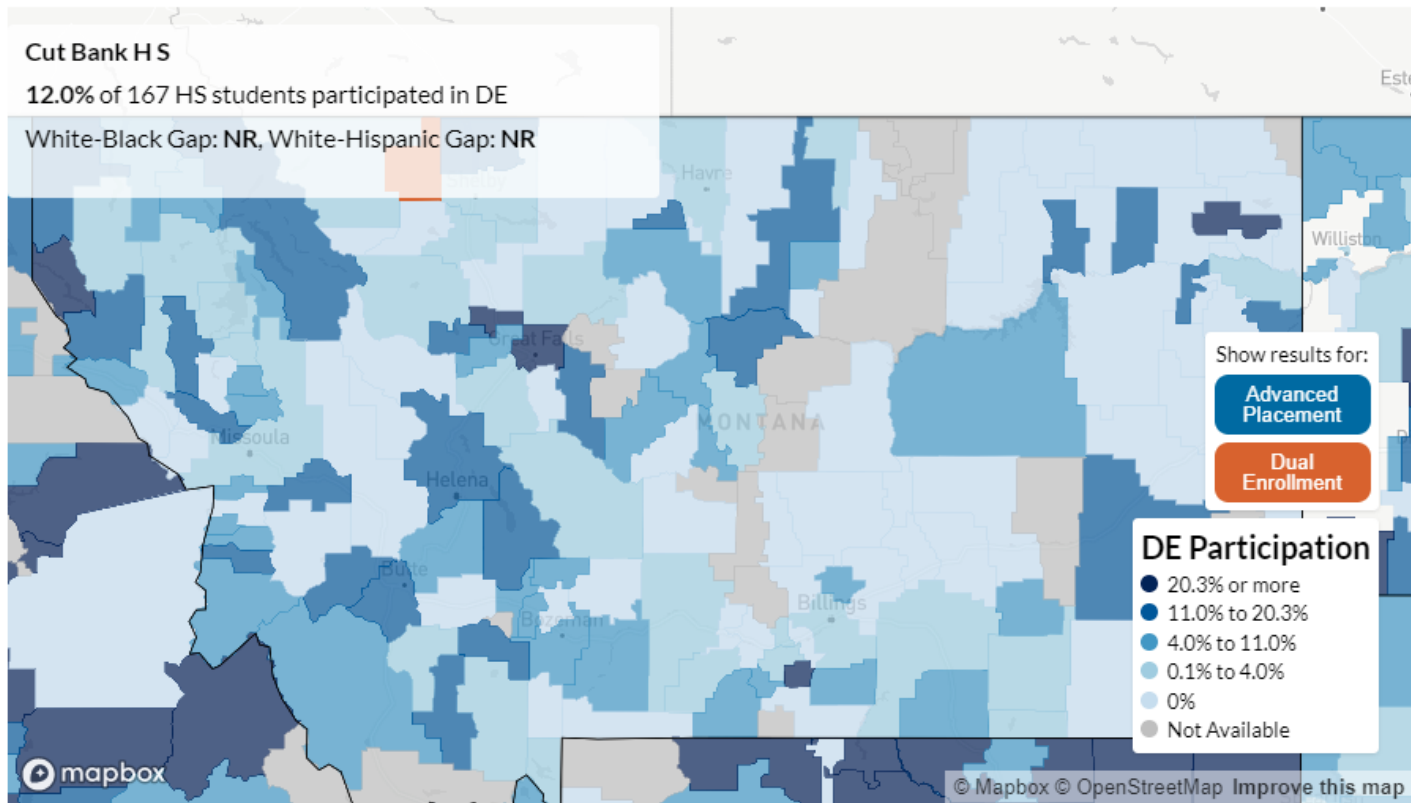 Cut Bank H S
12.0% of 167 HS students participated in DE
White-Black Gap: NR, White-Hispanic Gap: NR
Shelby
Havre
Williston
Great Falls
MONTANA
Missoula
Helena
Butte
Bozeman
Billings
Show results for:
Advanced
Placement
Dual
Enrollment
DE Participation
20.3% or more
11.0% to 20.3%
4.0% to 11.0%
0.1% to 4.0%
0%
Not Available
mapbox
© Mapbox © OpenStreetMap Improve this map